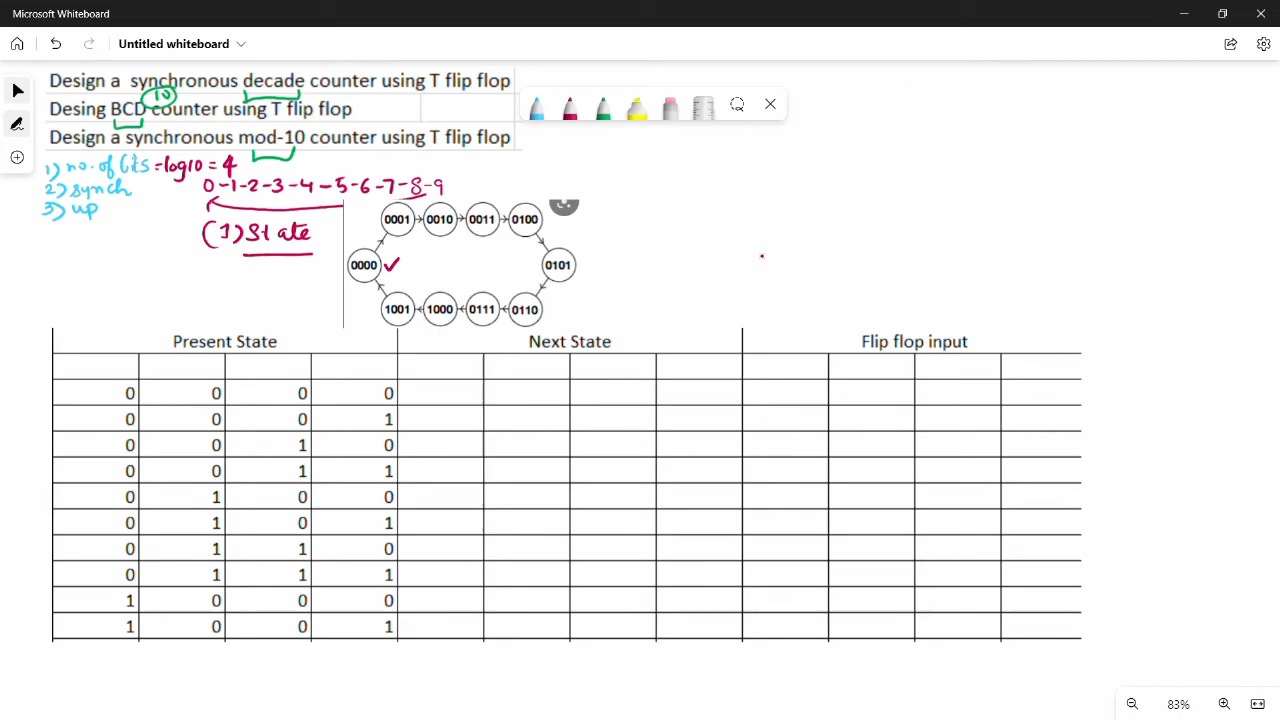 Microsoft Whiteboard
Untitled whiteboard
Design a synchronous decade counter using T flip flop
10
Desing BCD counter using T flip flop
Design a synchronous mod-10 counter using T flip flop
1) no. of bits = log10 = 4
2) synch
3) up
0-1-2-3-4-5-6-7-8-9
(1) State
0001 0010 0011 0100
0000 0101
1001 1000 0111 0110
Present State Next State Flip flop input
0 0 0 0
0 0 0 1
0 0 1 0
0 0 1 1
0 1 0 0
0 1 0 1
0 1 1 0
0 1 1 1
1 0 0 0
1 0 0 1
83%